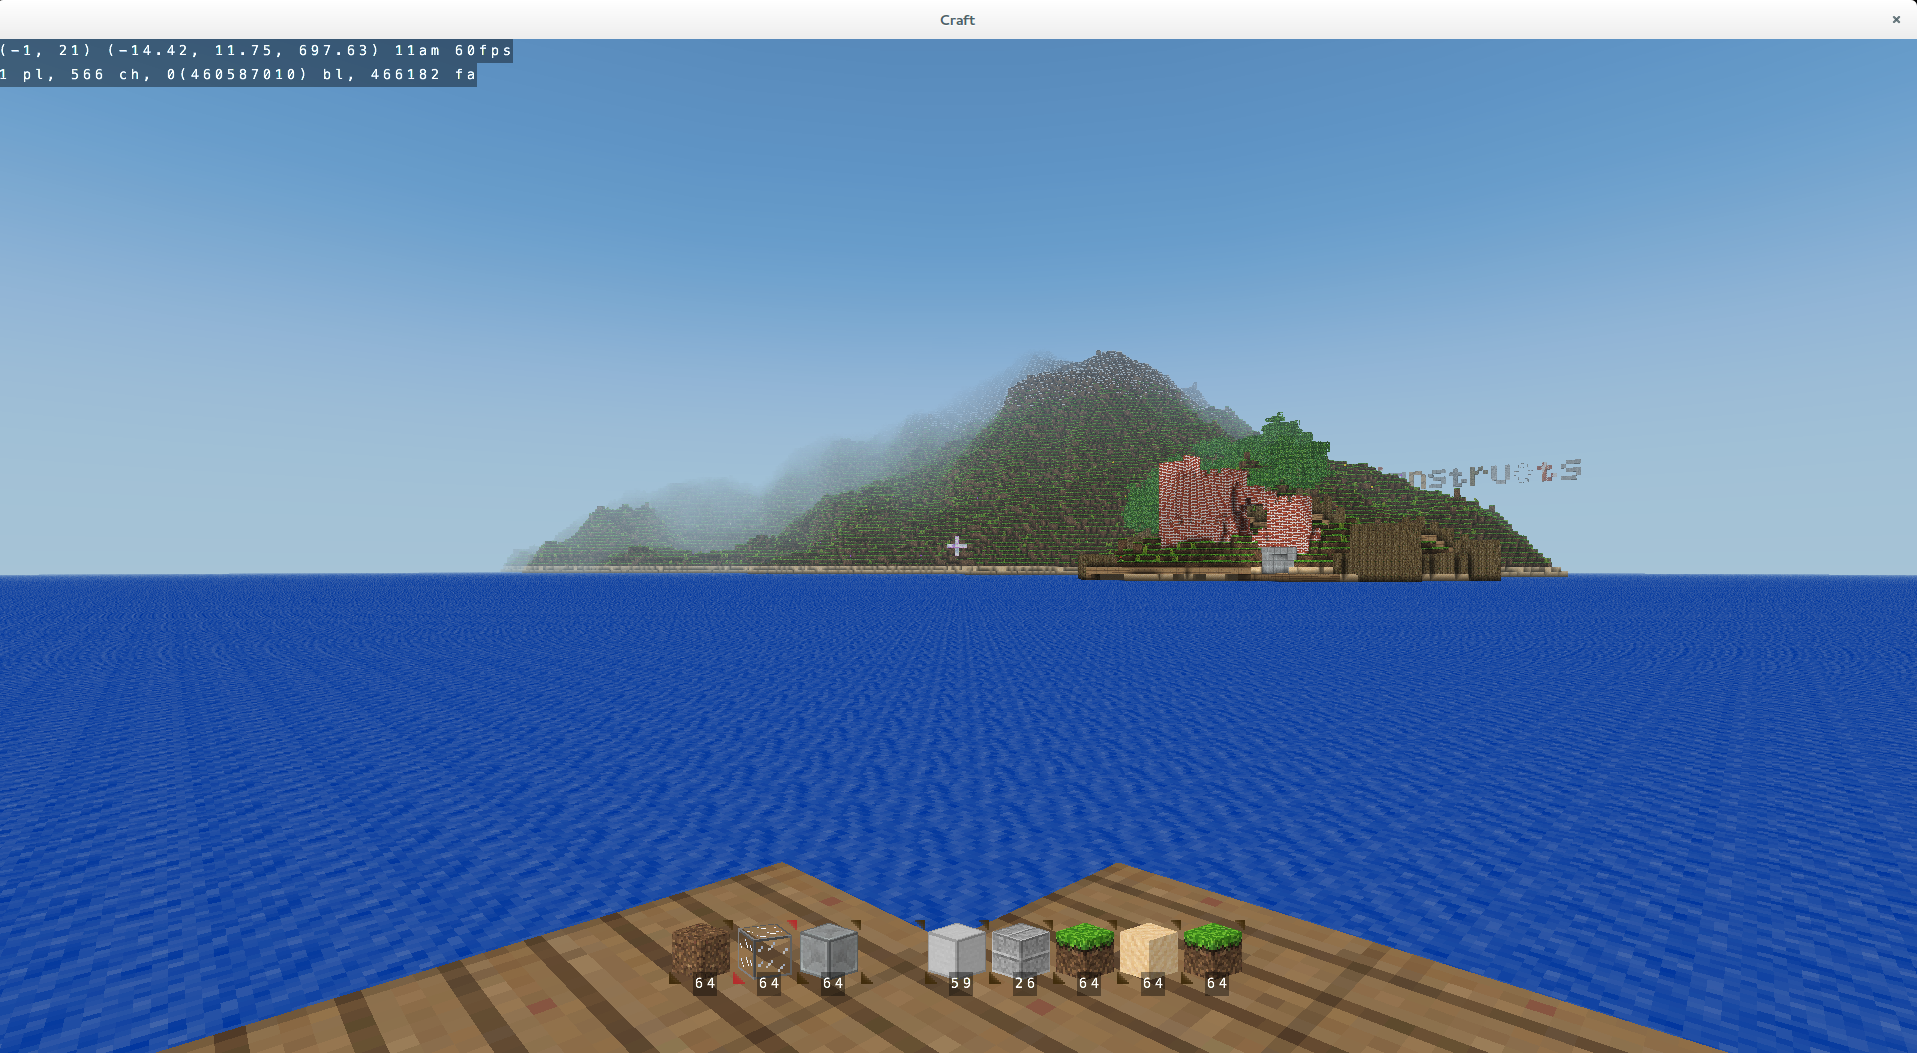 Craft
(-1, 21) (-14.42, 11.75, 697.63) 11am 60fps
1 pl, 566 ch, 0(460587010) bl, 466182 fa
64 64 64 59 26 64 64 64